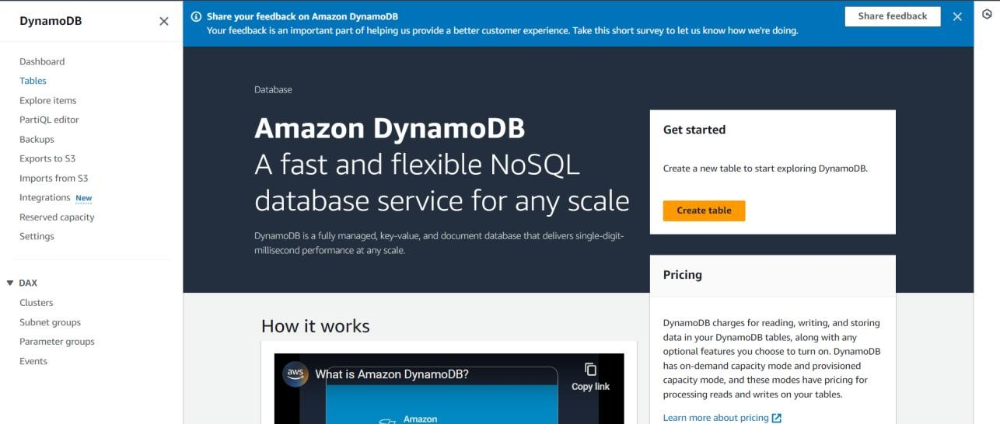 DynamoDB
Dashboard
Tables
Explore items
PartiQL editor
Backups
Exports to S3
Imports from S3
Integrations New
Reserved capacity
Settings
DAX
Clusters
Subnet groups
Parameter groups
Events
Share your feedback on Amazon DynamoDB
Your feedback is an important part of helping us provide a better customer experience. Take this short survey to let us know how we're doing.
Share feedback
Database
Amazon DynamoDB
A fast and flexible NoSQL
database service for any scale
DynamoDB is a fully managed, key-value, and document database that delivers single-digit-
millisecond performance at any scale.
Get started
Create a new table to start exploring DynamoDB.
Create table
Pricing
DynamoDB charges for reading, writing, and storing
data in your DynamoDB tables, along with any
optional features you choose to turn on. DynamoDB
has on-demand capacity mode and provisioned
capacity mode, and these modes have pricing for
processing reads and writes on your tables.
Learn more about pricing
How it works
aws
What is Amazon DynamoDB?
Copy link
Amazon